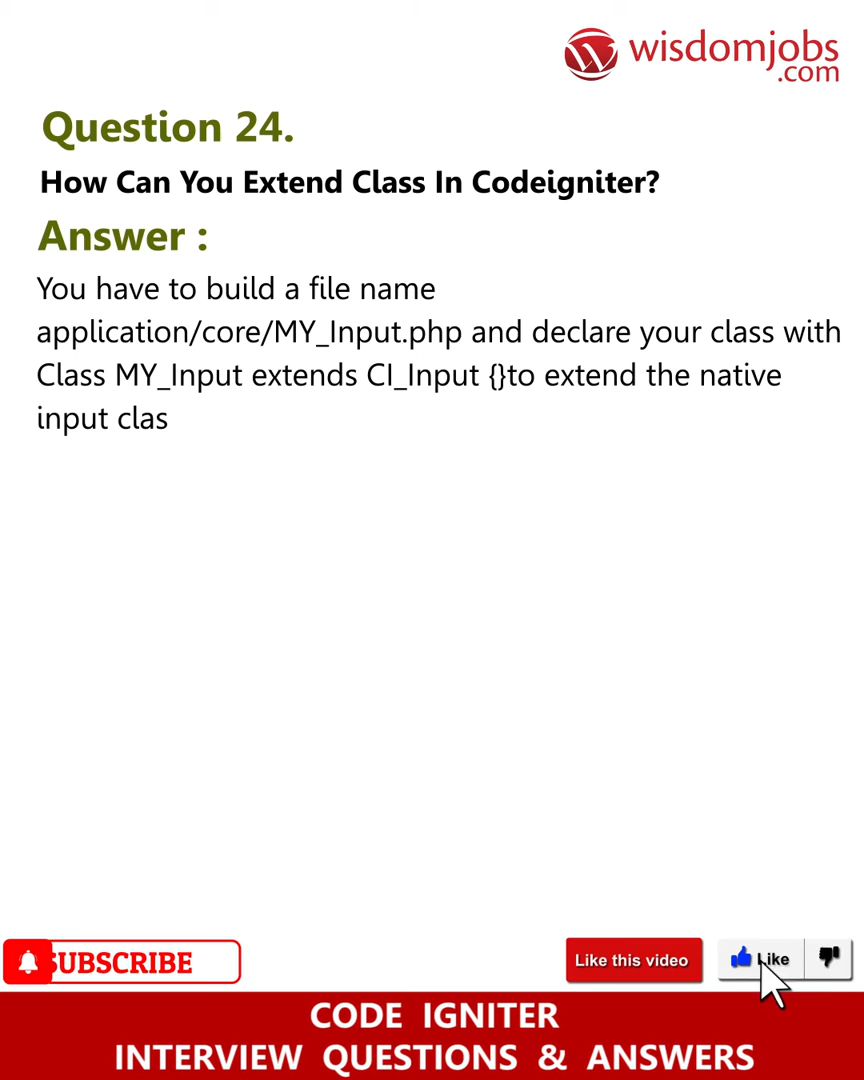 wisdomjobs
.com
Question 24.
How Can You Extend Class In Codeigniter?
Answer :
You have to build a file name
application/core/MY_Input.php and declare your class with
Class MY_Input extends CI_Input {}to extend the native
input clas
SUBSCRIBE
Like this video
Like
CODE IGNITER
INTERVIEW QUESTIONS & ANSWERS